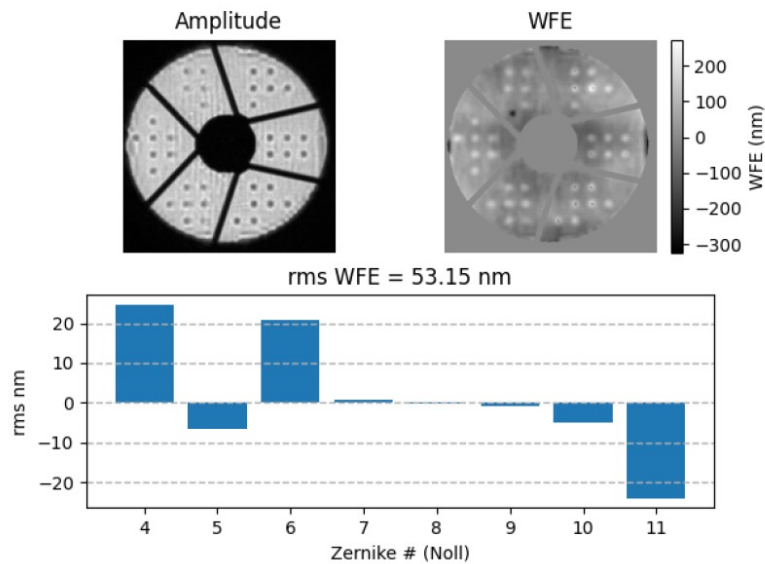 Amplitude
WFE
200
100
0
−100
−200
−300
WFE (nm)
rms WFE = 53.15 nm
20
10
0
−10
−20
rms nm
4 5 6 7 8 9 10 11
Zernike # (Noll)